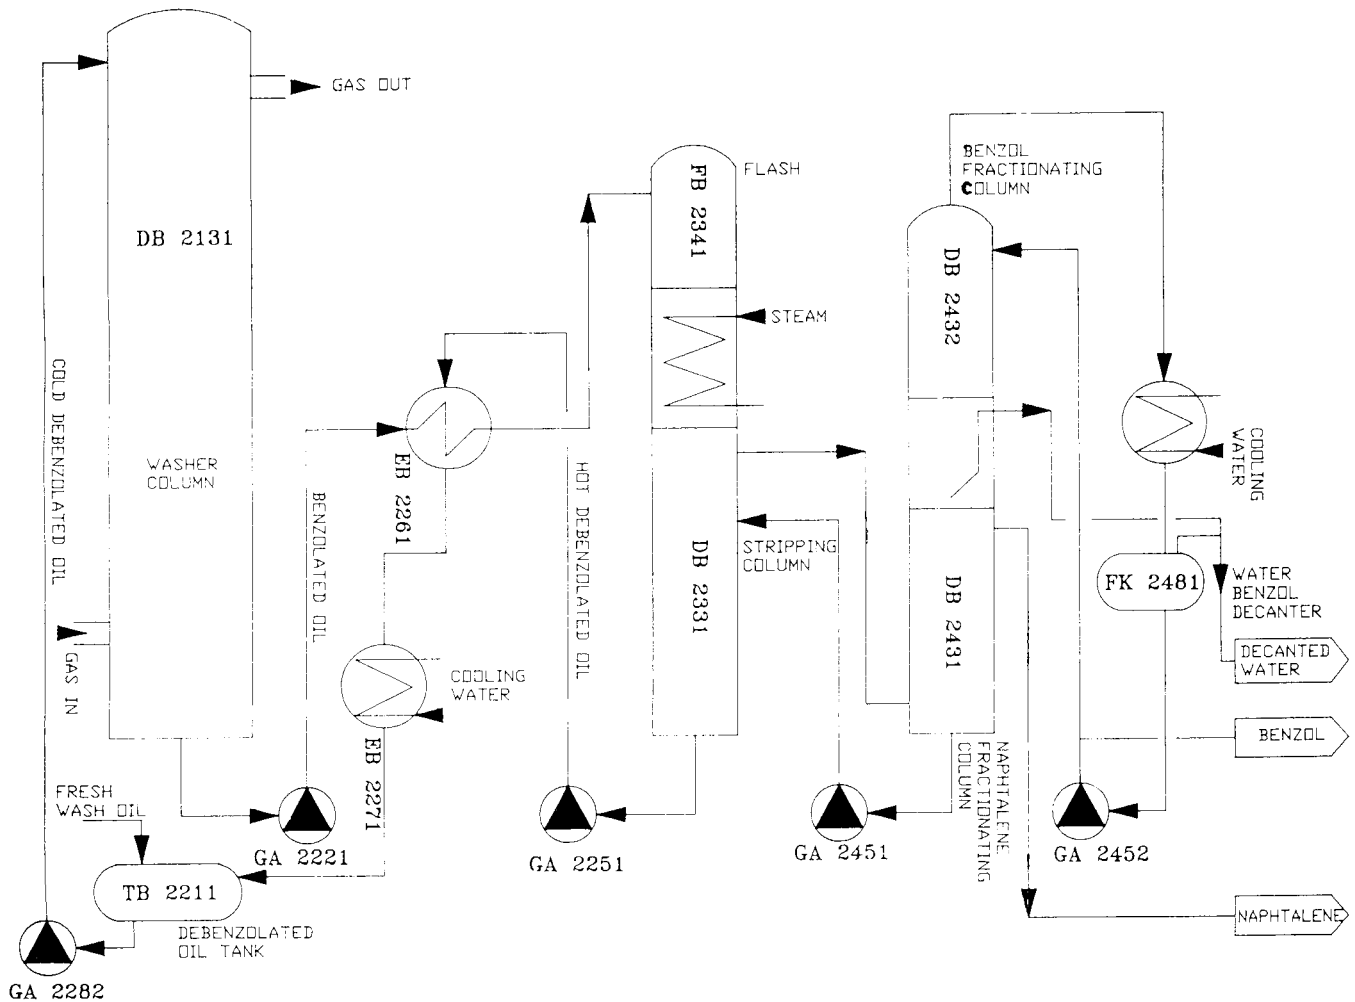 GAS OUT
BENZOL
FRACTIONATING
COLUMN
FLASH
FB 2341
DB 2131
DB 2432
STEAM
COLD DEBENZOLATED OIL
WASHER
COLUMN
EB 2261
BENZOLATED OIL
HOT DEBENZOLATED OIL
COOLING
WATER
STRIPPING
COLUMN
DB 2331
DB 2431
FK 2481
WATER
BENZOL
DECANTER
GAS IN
DECANTED
WATER
COOLING
WATER
BENZOL
EB 2271
NAPHTALENE
FRACTIONATING
COLUMN
FRESH
WASH OIL
GA 2221
GA 2251
GA 2451
GA 2452
TB 2211
NAPHTALENE
DEBENZOLATED
OIL TANK
GA 2282